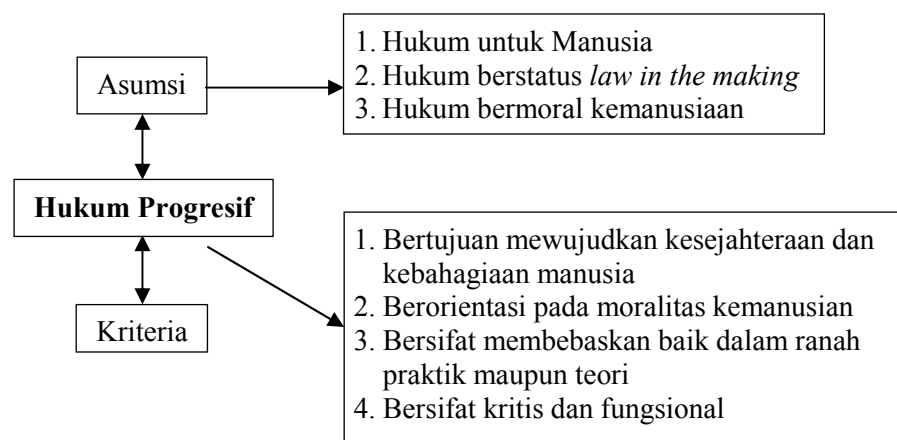 Asumsi
1. Hukum untuk Manusia
2. Hukum berstatus law in the making
3. Hukum bermoral kemanusiaan
Hukum Progresif
Kriteria
1. Bertujuan mewujudkan kesejahteraan dan
kebahagiaan manusia
2. Berorientasi pada moralitas kemanusian
3. Bersifat membebaskan baik dalam ranah
praktik maupun teori
4. Bersifat kritis dan fungsional